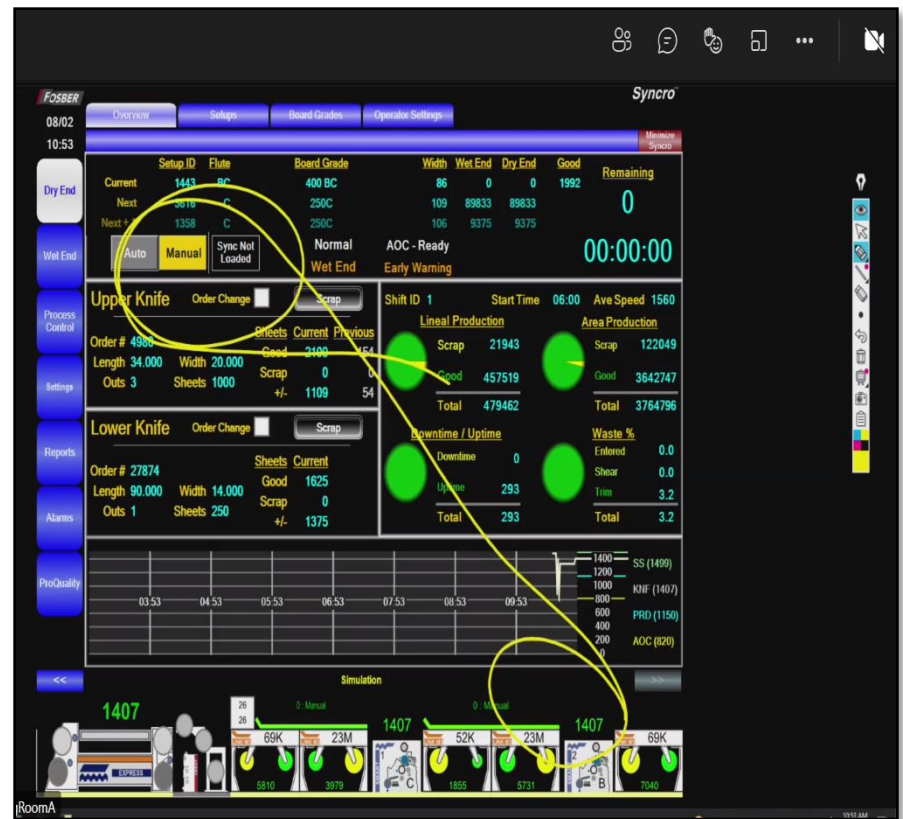 FOSBER
Syncro
08/02
10:53
Overview Setups Board Grades Operator Settings
Minimize Syncro
Setup ID Flute Board Grade Width Wet End Dry End Good Remaining
Current 1443 BC 400 BC 86 0 0 1992
Next 3616 C 250C 109 89833 89833 0
Next + 1358 C 250C 106 9375 9375
Auto Manual Sync Not Loaded Normal AOC - Ready 00:00:00
Wet End Early Warning
Dry End
Wet End
Process Control
Settings
Reports
Alarms
ProQuality
Upper Knife Order Change Scrap
Order # 4980 Sheets Current Previous
Length 34.000 Width 20.000 Good 2109 154
Outs 3 Sheets 1000 Scrap 0 0
+/- 1109 54
Lower Knife Order Change Scrap
Order # 27874 Sheets Current
Length 90.000 Width 14.000 Good 1625
Outs 1 Sheets 250 Scrap 0
+/- 1375
Shift ID 1 Start Time 06:00 Ave Speed 1560
Lineal Production Area Production
Scrap 21943 Scrap 122049
Good 457519 Good 3642747
Total 479462 Total 3764796
Downtime / Uptime Waste %
Downtime 0 Entered 0.0
Shear 0.0
Uptime 293 Trim 3.2
Total 293 Total 3.2
1400 SS (1499)
1200
1000 KNF (1407)
800
600 PRD (1150)
400
200 AOC (820)
0
03:53 04:53 05:53 06:53 07:53 08:53 09:53
<< Simulation >>
1407 26 0 : Manual 0 : Manual
26 1407 1407
69K 23M 52K 23M 69K
EXPRESS 1 C 2 B
5810 3979 1855 5731 7040
RoomA
10:51 AM